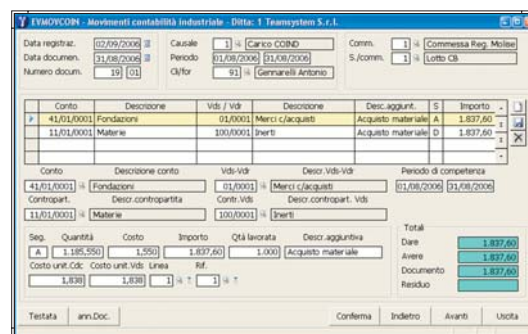 EVMOVCOIN - Movimenti contabilità industriale - Ditta: 1 Teamsystem S.r.l.
Data registraz. 02/09/2006 Causale 1 Carico COIND Comm. 1 Commessa Reg. Molise
Data documen. 31/08/2006 Periodo 01/08/2006 31/08/2006 S./comm. 1 Lotto CB
Numero docum. 19 01 Cli/for 91 Gennarelli Antonio
Conto Descrizione Vds / Vdr Descrizione Desc.aggiunt. S Importo
41/01/0001 Fondazioni 01/0001 Merci c/acquisti Acquisto materiale A 1.837,60
11/01/0001 Materie 100/0001 Inerti Acquisto materiale D 1.837,60
Conto Descrizione conto Vds-Vdr Descr.Vds-Vdr Periodo di competenza
41/01/0001 Fondazioni 01/0001 Merci c/acquisti 01/08/2006 31/08/2006
Contropart. Descr.contropartita Contr.Vds Descr.contropart. Vds
11/01/0001 Materie 100/0001 Inerti
Seg. Quantità Costo Importo Qtà lavorata Descr.aggiuntiva
A 1.185,550 1,550 1.837,60 1.000 Acquisto materiale
Costo unit.Cdc Costo unit.Vds Linea Rif.
1,838 1,838 1 1
Totali
Dare 1.837,60
Avere 1.837,60
Documento 1.837,60
Residuo
Testata ann.Doc. Conferma Indietro Avanti Uscita